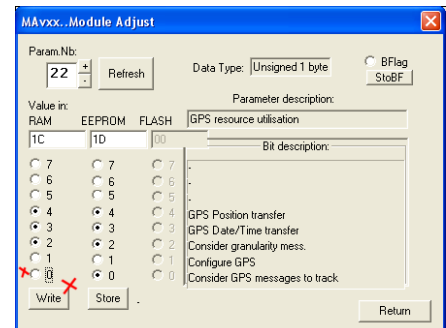 MAvxx..Module Adjust
Param.Nb:
22 + - Refresh Data Type: Unsigned 1 byte BFlag
StoBF
Value in: Parameter description:
RAM EEPROM FLASH GPS resource utilisation
1C 1D 00 Bit description:
7 7 7 -
6 6 6 -
5 5 5 -
4 4 4 GPS Position transfer
3 3 3 GPS Date/Time transfer
2 2 2 Consider granularity mess.
1 1 1 Configure GPS
0 0 0 Consider GPS messages to track
Write Store . Return